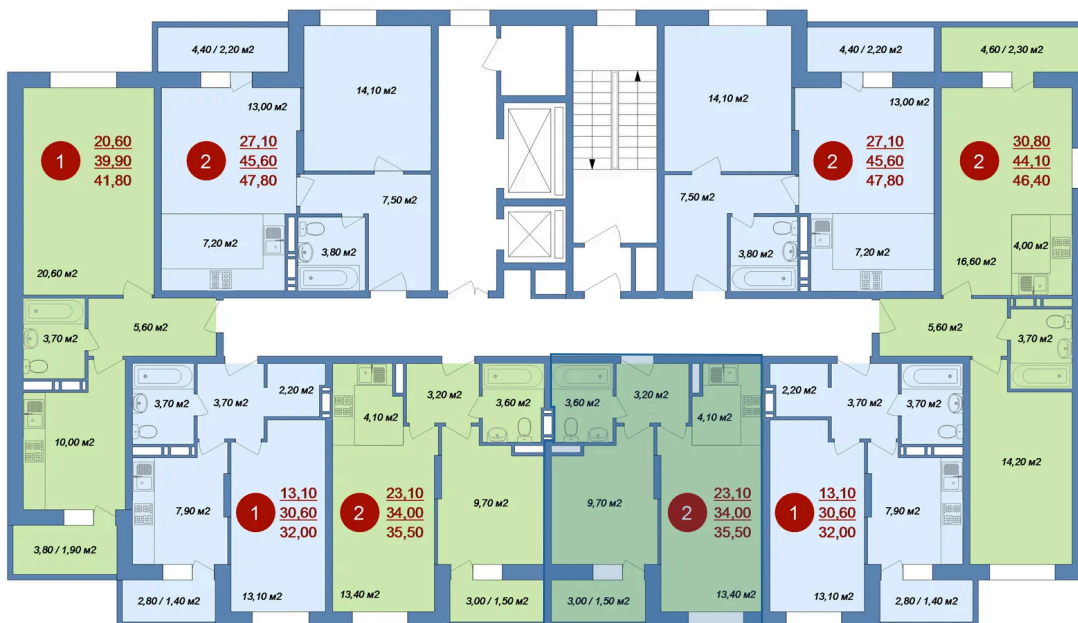 4,40 / 2,20 м2
14,10 м2
13,00 м2
1
20,60
39,90
41,80
2
27,10
45,60
47,80
7,50 м2
7,20 м2
3,80 м2
20,60 м2
4,40 / 2,20 м2
4,60 / 2,30 м2
14,10 м2
13,00 м2
2
27,10
45,60
47,80
2
30,80
44,10
46,40
7,50 м2
3,80 м2
7,20 м2
4,00 м2
16,60 м2
3,70 м2
5,60 м2
5,60 м2
3,70 м2
3,70 м2
3,70 м2
2,20 м2
4,10 м2
3,20 м2
3,60 м2
3,60 м2
3,20 м2
4,10 м2
2,20 м2
3,70 м2
3,70 м2
10,00 м2
7,90 м2
1
13,10
30,60
32,00
2
23,10
34,00
35,50
9,70 м2
9,70 м2
2
23,10
34,00
35,50
1
13,10
30,60
32,00
7,90 м2
14,20 м2
3,80 / 1,90 м2
2,80 / 1,40 м2
13,10 м2
13,40 м2
3,00 / 1,50 м2
3,00 / 1,50 м2
13,40 м2
13,10 м2
2,80 / 1,40 м2